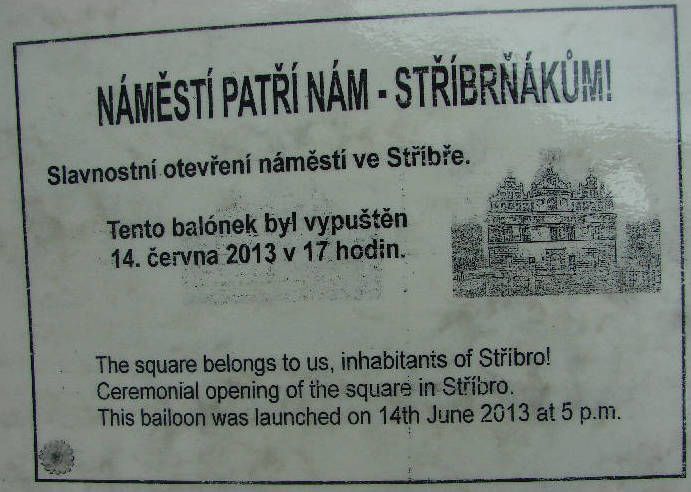 NÁMĚSTÍ PATŘÍ NÁM - STŘÍBRŇÁKŮM!
Slavnostní otevření náměstí ve Stříbře.
Tento balónek byl vypuštěn
14. června 2013 v 17 hodin.
The square belongs to us, inhabitants of Stříbro!
Ceremonial opening of the square in Stříbro.
This balloon was launched on 14th June 2013 at 5 p.m.